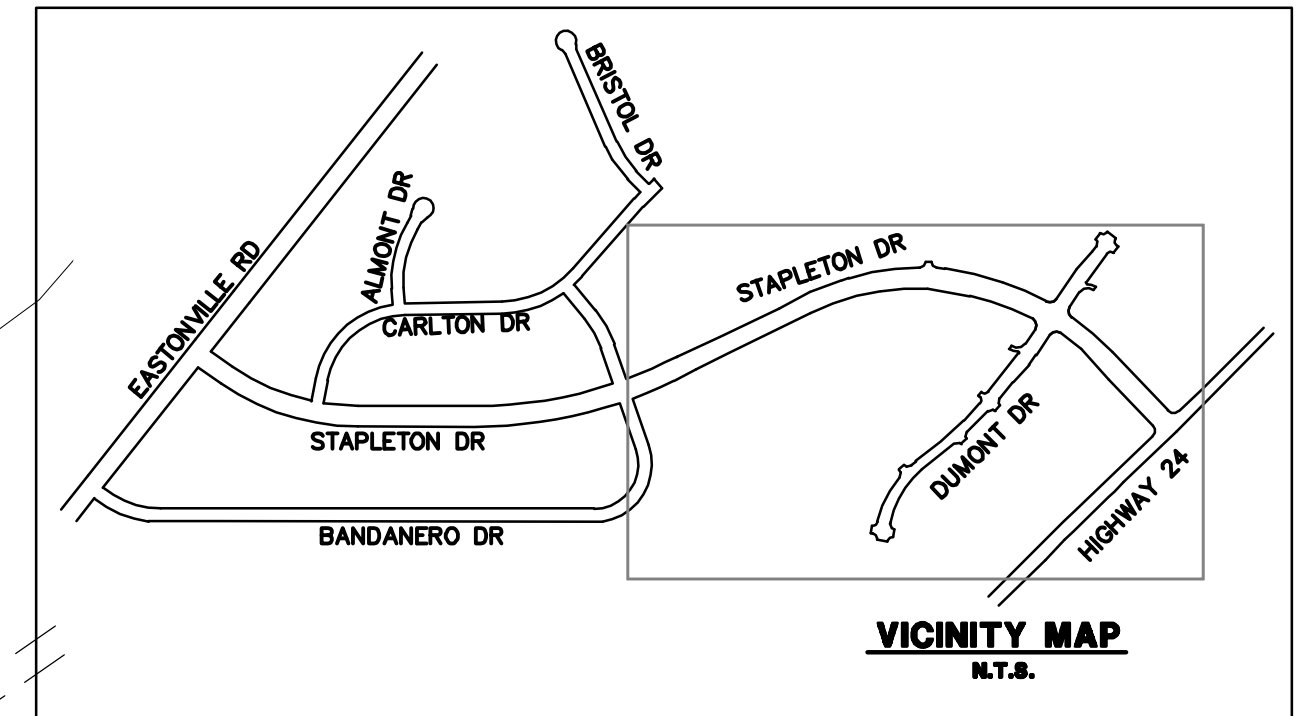 BRISTOL DR
ALMONT DR
EASTONVILLE RD
STAPLETON DR
CARLTON DR
STAPLETON DR
DUMONT DR
HIGHWAY 24
BANDANERO DR
VICINITY MAP
N.T.S.